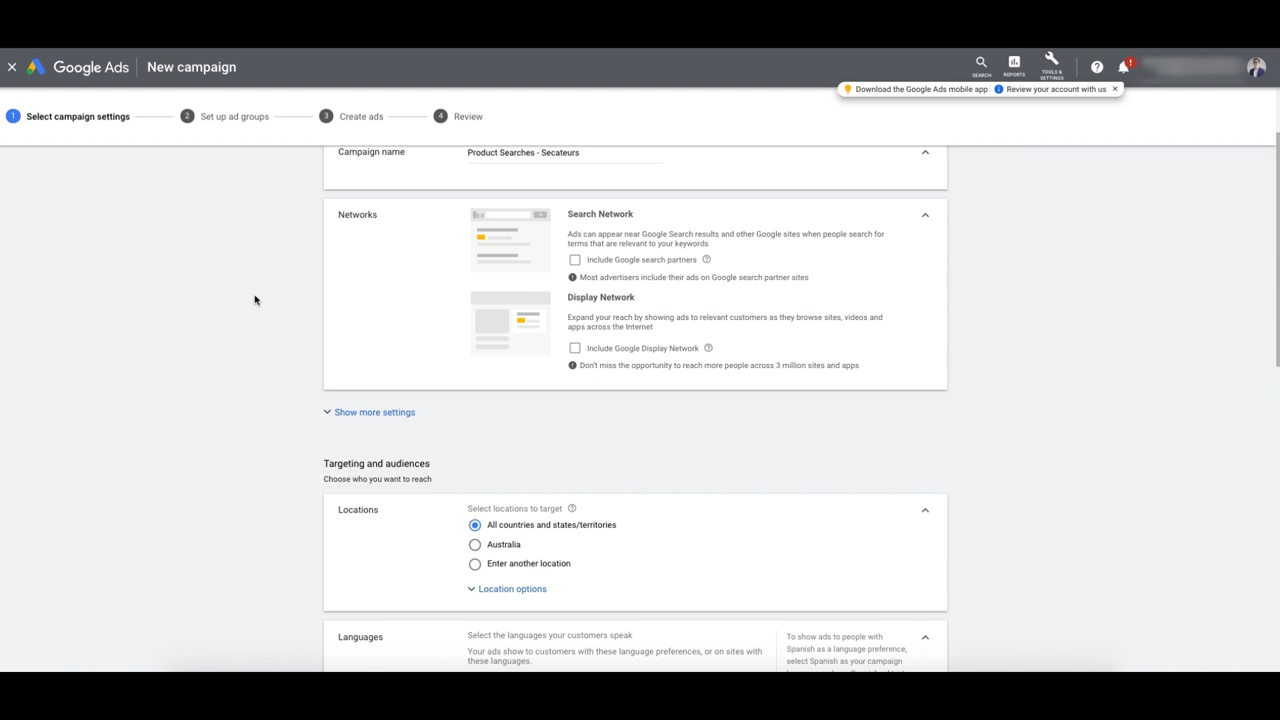 Google Ads New campaign
SEARCH
REPORTS
TOOLS & SETTINGS
Download the Google Ads mobile app Review your account with us
1 Select campaign settings 2 Set up ad groups 3 Create ads 4 Review
Campaign name Product Searches - Secateurs
Networks
Search Network
Ads can appear near Google Search results and other Google sites when people search for
terms that are relevant to your keywords
Include Google search partners
Most advertisers include their ads on Google search partner sites
Display Network
Expand your reach by showing ads to relevant customers as they browse sites, videos and
apps across the Internet
Include Google Display Network
Don't miss the opportunity to reach more people across 3 million sites and apps
Show more settings
Targeting and audiences
Choose who you want to reach
Locations
Select locations to target
All countries and states/territories
Australia
Enter another location
Location options
Languages
Select the languages your customers speak
Your ads show to customers with these language preferences, or on sites with
these languages.
To show ads to people with
Spanish as a language preference,
select Spanish as your campaign